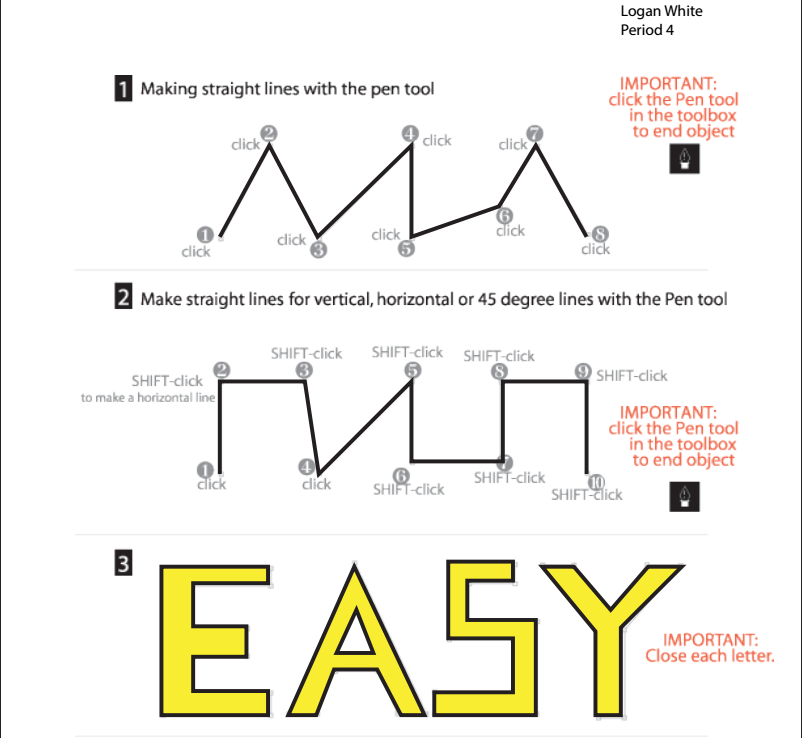 Logan White
Period 4
1 Making straight lines with the pen tool
IMPORTANT:
click the Pen tool
in the toolbox
to end object
2
click
4
click
7
click
1
click
click
3
click
5
6
click
8
click
2 Make straight lines for vertical, horizontal or 45 degree lines with the Pen tool
SHIFT-click
SHIFT-click
SHIFT-click
2
3
5
8
9
SHIFT-click
SHIFT-click
to make a horizontal line
IMPORTANT:
click the Pen tool
in the toolbox
to end object
1
click
4
click
6
SHIFT-click
7
SHIFT-click
10
SHIFT-click
3
EASY
IMPORTANT:
Close each letter.